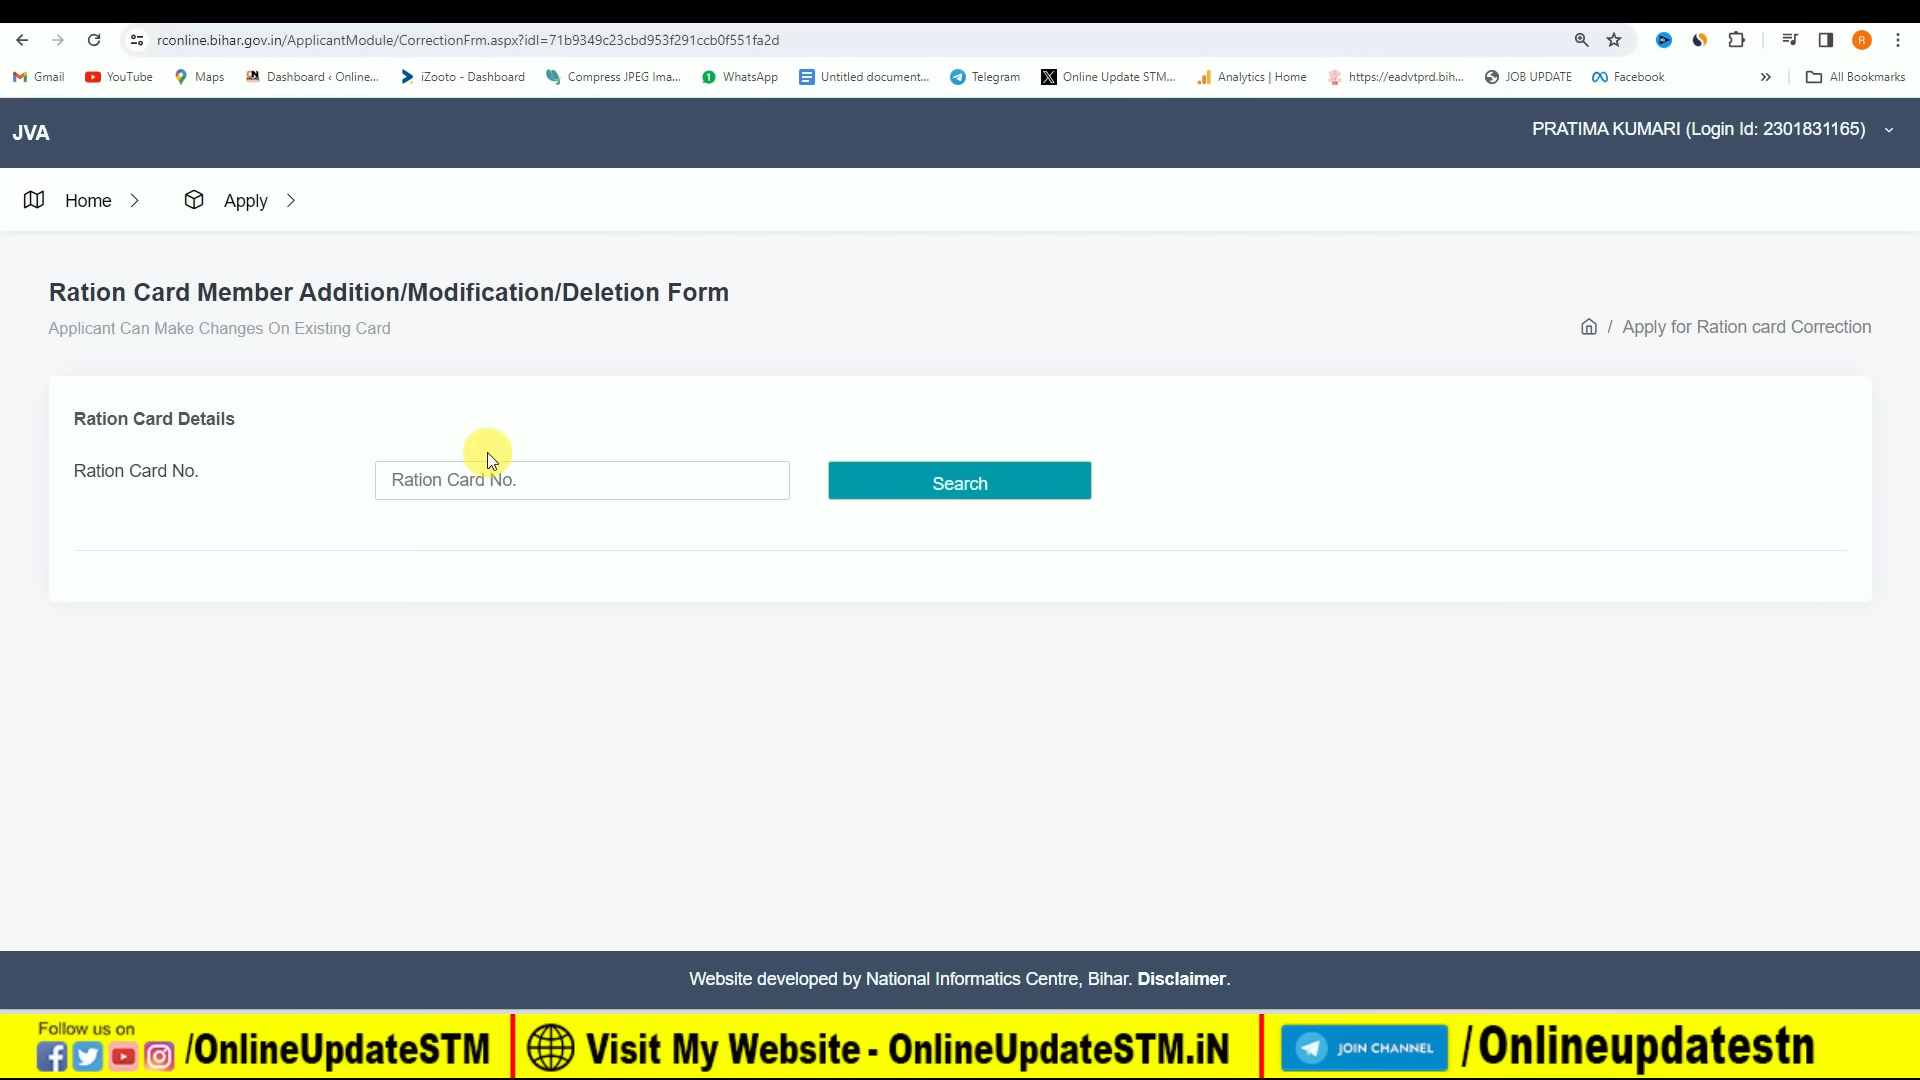 rconline.bihar.gov.in/ApplicantModule/CorrectionFrm.aspx?idl=71b9349c23cbd953f291ccb0f551fa2d
R
Gmail YouTube Maps Dashboard ‹ Online... iZooto - Dashboard Compress JPEG Ima... WhatsApp Untitled document... Telegram Online Update STM... Analytics | Home https://eadvtprd.bih... JOB UPDATE Facebook » All Bookmarks
JVA
PRATIMA KUMARI (Login Id: 2301831165)
Home Apply
Ration Card Member Addition/Modification/Deletion Form
Applicant Can Make Changes On Existing Card
/ Apply for Ration card Correction
Ration Card Details
Ration Card No.
Ration Card No.
Search
Website developed by National Informatics Centre, Bihar. Disclaimer.
Follow us on
/OnlineUpdateSTM
Visit My Website - OnlineUpdateSTM.iN
JOIN CHANNEL
/Onlineupdatestn